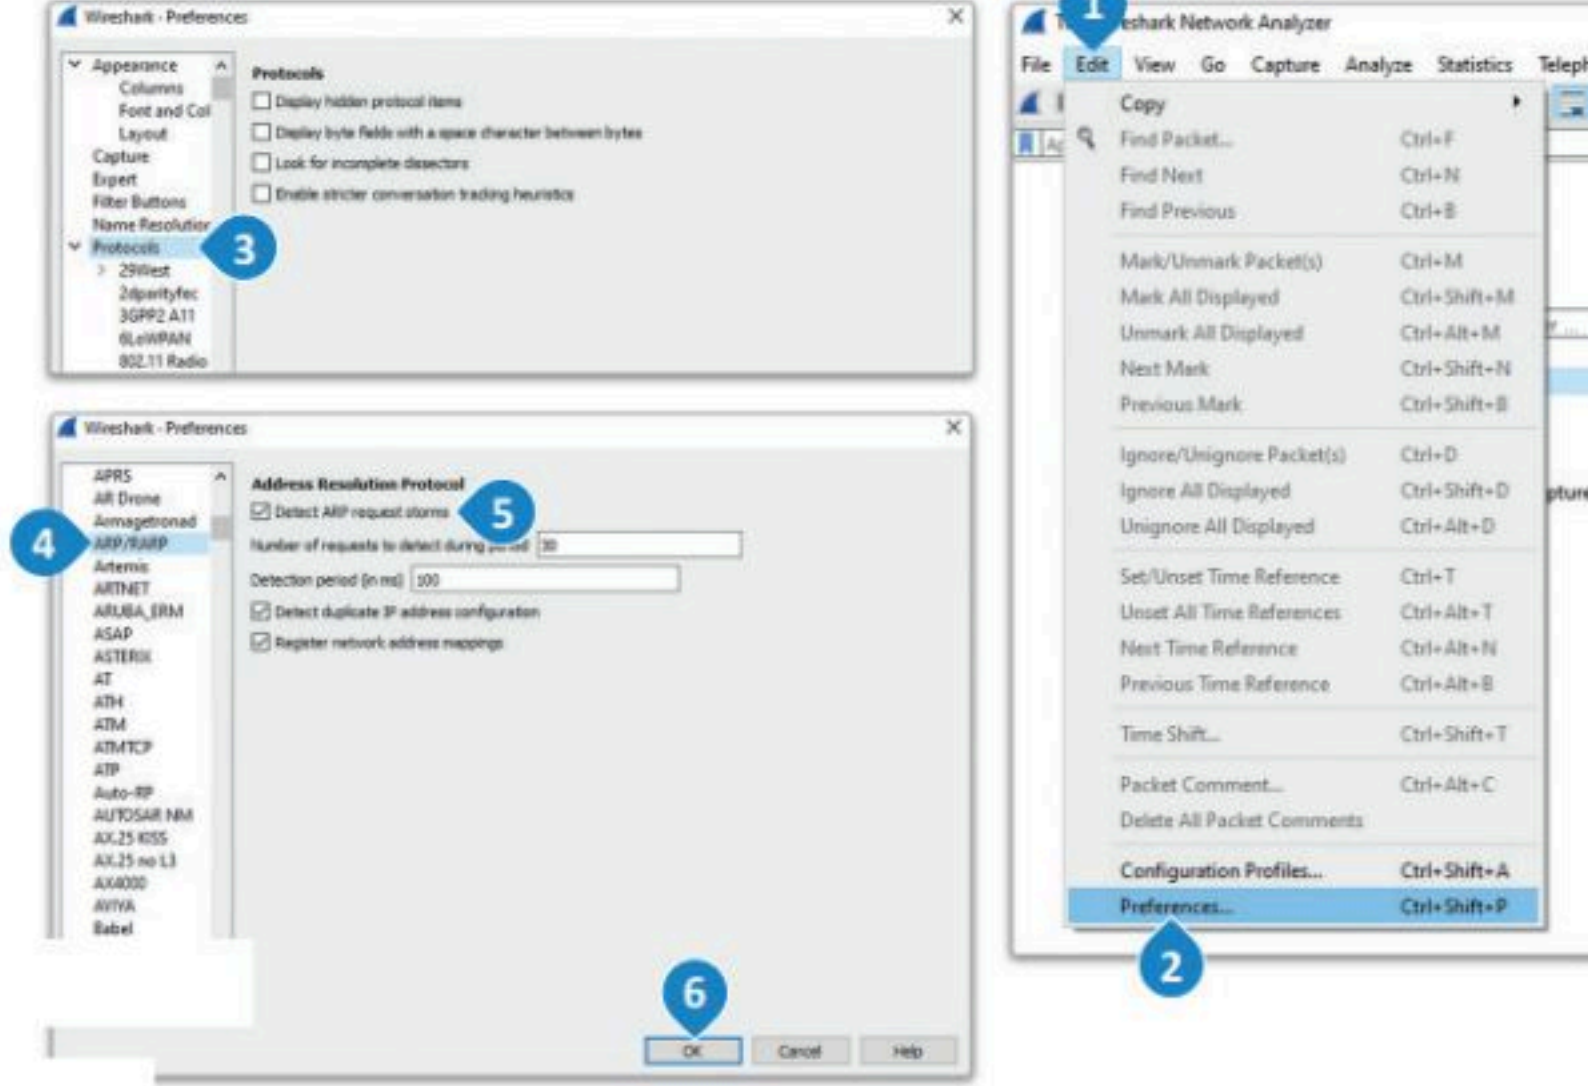 Wireshark - Preferences
Appearance
Columns
Font and Col
Layout
Capture
Expert
Filter Buttons
Name Resolution
Protocols
29West
2dparityfec
3GPP2 A11
6LoWPAN
802.11 Radio
3
Protocols
Display hidden protocol items
Display byte fields with a space character between bytes
Look for incomplete dissectors
Enable stricter conversation tracking heuristics
Wireshark - Preferences
APRS
AR Drone
Armagetronad
ARP/RARP
Artemis
ARTNET
ARUBA_ERM
ASAP
ASTERIX
AT
ATH
ATM
ATMTCP
ATP
Auto-RP
AUTOSAR NM
AX.25 KISS
AX.25 no L3
AX4000
AVIYA
Babel
4
Address Resolution Protocol
Detect ARP request storms
5
Number of requests to detect during period 30
Detection period (in ms) 100
Detect duplicate IP address configuration
Register network address mappings
6
OK Cancel Help
1
eshark Network Analyzer
File Edit View Go Capture Analyze Statistics Teleph
Copy
Find Packet... Ctrl+F
Find Next Ctrl+N
Find Previous Ctrl+B
Mark/Unmark Packet(s) Ctrl+M
Mark All Displayed Ctrl+Shift+M
Unmark All Displayed Ctrl+Alt+M
Next Mark Ctrl+Shift+N
Previous Mark Ctrl+Shift+B
Ignore/Unignore Packet(s) Ctrl+D
Ignore All Displayed Ctrl+Shift+D
Unignore All Displayed Ctrl+Alt+D
pture
Set/Unset Time Reference Ctrl+T
Unset All Time References Ctrl+Alt+T
Next Time Reference Ctrl+Alt+N
Previous Time Reference Ctrl+Alt+B
Time Shift... Ctrl+Shift+T
Packet Comment... Ctrl+Alt+C
Delete All Packet Comments
Configuration Profiles... Ctrl+Shift+A
Preferences... Ctrl+Shift+P
2